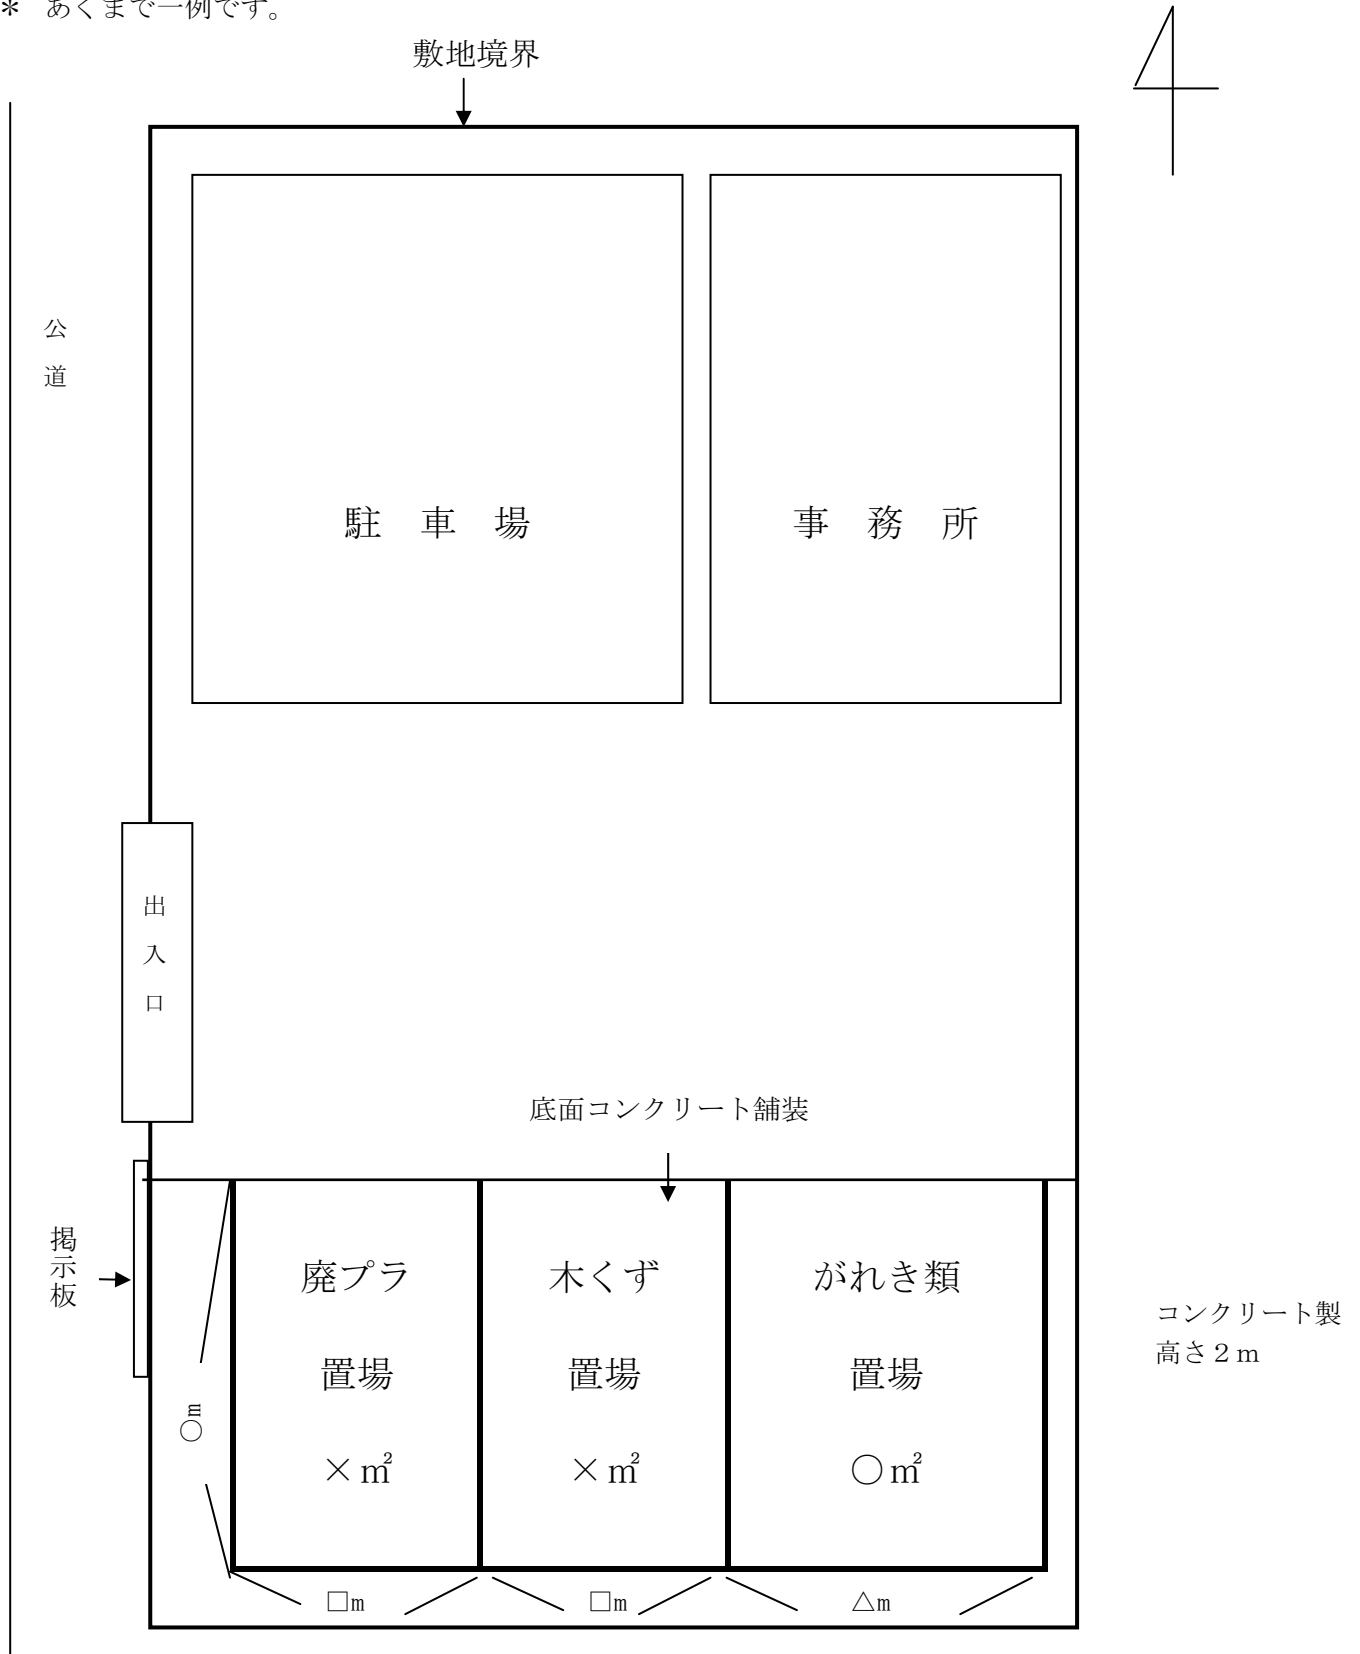 ＊　あくまで一例です。
敷地境界
公道
駐　車　場
事　務　所
出入口
底面コンクリート舗装
掲示板
廃プラ
置場
×㎡
木くず
置場
×㎡
がれき類
置場
○㎡
コンクリート製
高さ２ｍ
○m
□m
□m
△m